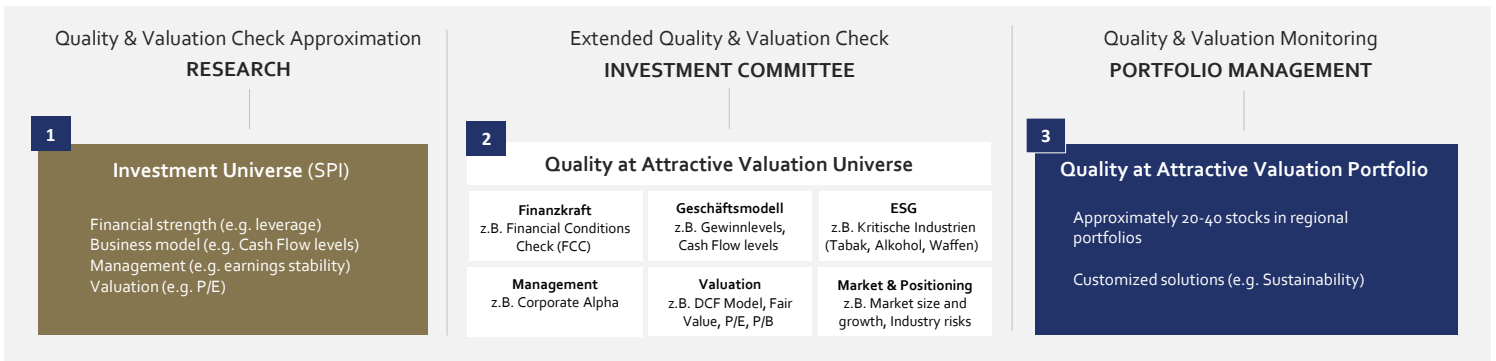 Quality & Valuation Check Approximation
RESEARCH
1
Investment Universe (SPI)
Financial strength (e.g. leverage)
Business model (e.g. Cash Flow levels)
Management (e.g. earnings stability)
Valuation (e.g. P/E)
Extended Quality & Valuation Check
INVESTMENT COMMITTEE
2
Quality at Attractive Valuation Universe
Finanzkraft
z.B. Financial Conditions
Check (FCC)
Geschäftsmodell
z.B. Gewinnlevels,
Cash Flow levels
ESG
z.B. Kritische Industrien
(Tabak, Alkohol, Waffen)
Management
z.B. Corporate Alpha
Valuation
z.B. DCF Model, Fair
Value, P/E, P/B
Market & Positioning
z.B. Market size and
growth, Industry risks
Quality & Valuation Monitoring
PORTFOLIO MANAGEMENT
3
Quality at Attractive Valuation Portfolio
Approximately 20-40 stocks in regional
portfolios
Customized solutions (e.g. Sustainability)